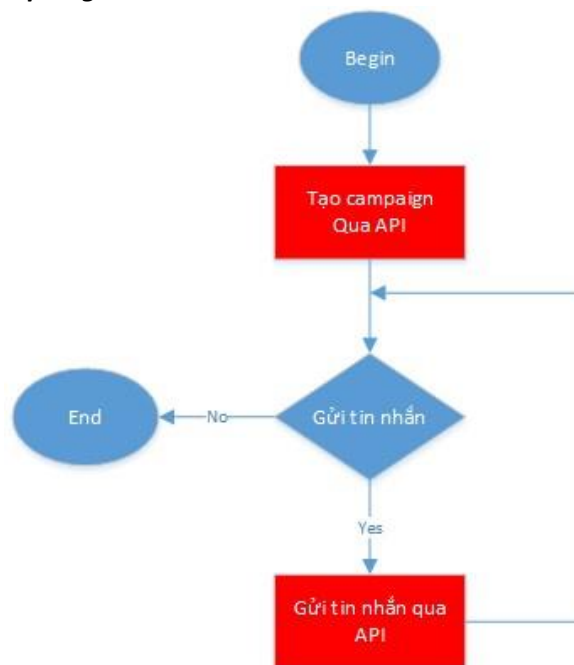 Begin
Tạo campaign
Qua API
End
No
Gửi tin nhắn
Yes
Gửi tin nhắn qua
API